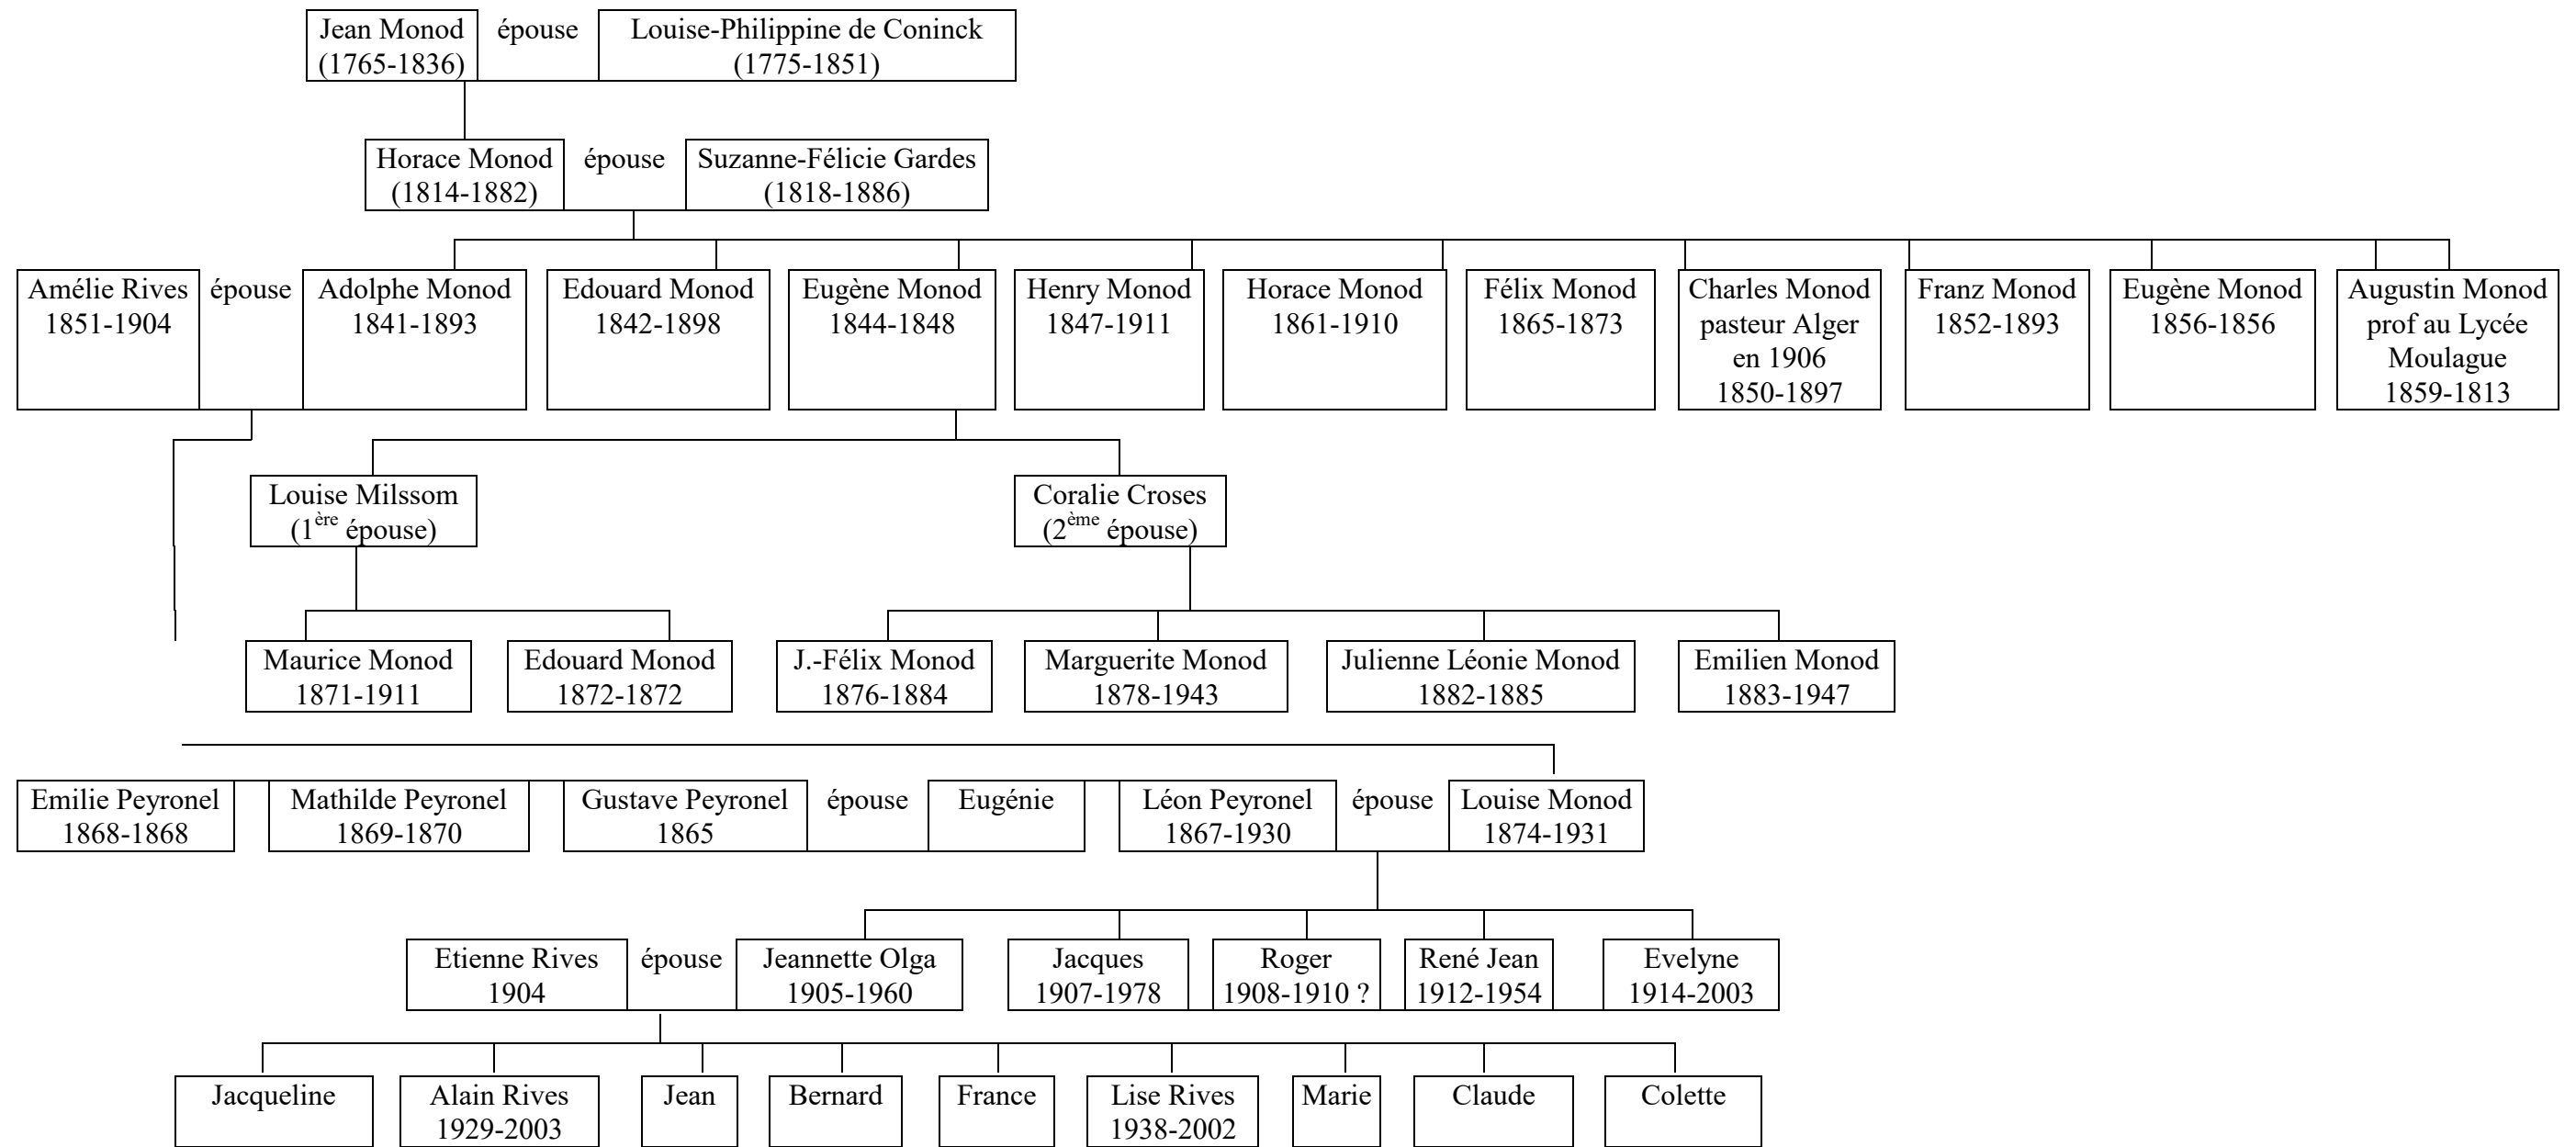 Jean Monod
(1765-1836)
épouse
Louise-Philippine de Coninck
(1775-1851)
Horace Monod
(1814-1882)
épouse
Suzanne-Félicie Gardes
(1818-1886)
Amélie Rives
1851-1904
épouse
Adolphe Monod
1841-1893
Edouard Monod
1842-1898
Eugène Monod
1844-1848
Henry Monod
1847-1911
Horace Monod
1861-1910
Félix Monod
1865-1873
Charles Monod
pasteur Alger
en 1906
1850-1897
Franz Monod
1852-1893
Eugène Monod
1856-1856
Augustin Monod
prof au Lycée
Moulague
1859-1813
Louise Milssom
(1ère épouse)
Coralie Croses
(2ème épouse)
Maurice Monod
1871-1911
Edouard Monod
1872-1872
J.-Félix Monod
1876-1884
Marguerite Monod
1878-1943
Julienne Léonie Monod
1882-1885
Emilien Monod
1883-1947
Emilie Peyronel
1868-1868
Mathilde Peyronel
1869-1870
Gustave Peyronel
1865
épouse
Eugénie
Léon Peyronel
1867-1930
épouse
Louise Monod
1874-1931
Etienne Rives
1904
épouse
Jeannette Olga
1905-1960
Jacques
1907-1978
Roger
1908-1910 ?
René Jean
1912-1954
Evelyne
1914-2003
Jacqueline
Alain Rives
1929-2003
Jean
Bernard
France
Lise Rives
1938-2002
Marie
Claude
Colette